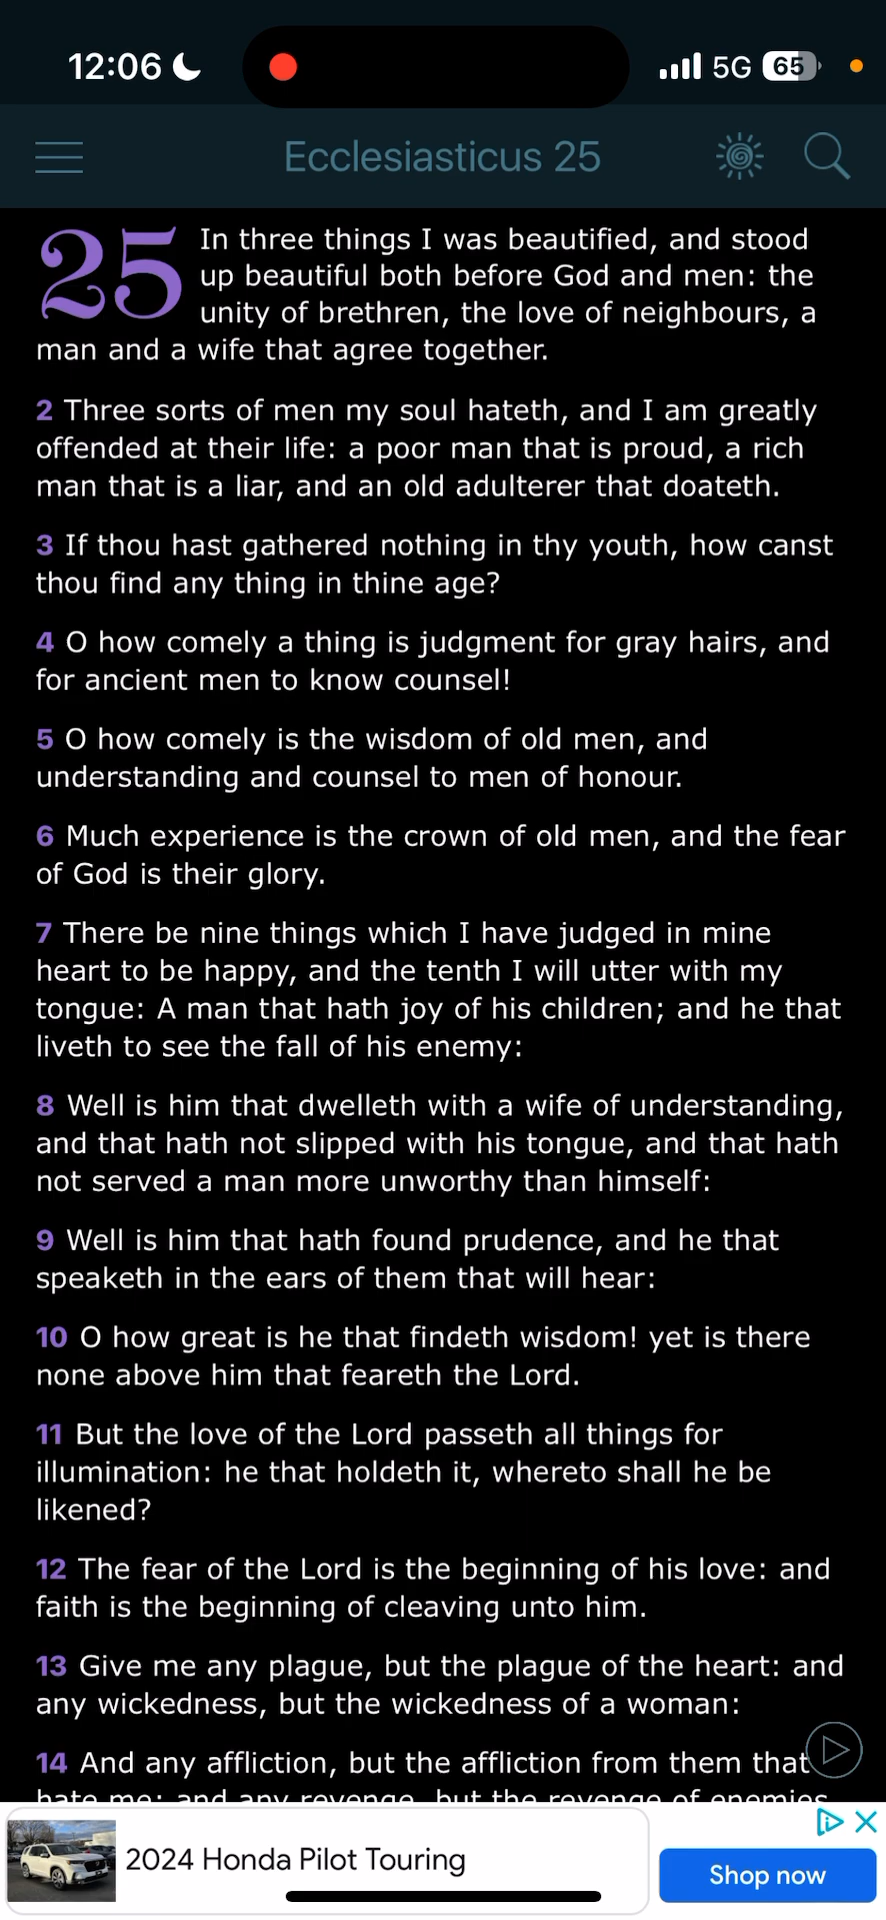 12:06
5G 65
Ecclesiasticus 25
25 In three things I was beautified, and stood
up beautiful both before God and men: the
unity of brethren, the love of neighbours, a
man and a wife that agree together.
2 Three sorts of men my soul hateth, and I am greatly
offended at their life: a poor man that is proud, a rich
man that is a liar, and an old adulterer that doateth.
3 If thou hast gathered nothing in thy youth, how canst
thou find any thing in thine age?
4 O how comely a thing is judgment for gray hairs, and
for ancient men to know counsel!
5 O how comely is the wisdom of old men, and
understanding and counsel to men of honour.
6 Much experience is the crown of old men, and the fear
of God is their glory.
7 There be nine things which I have judged in mine
heart to be happy, and the tenth I will utter with my
tongue: A man that hath joy of his children; and he that
liveth to see the fall of his enemy:
8 Well is him that dwelleth with a wife of understanding,
and that hath not slipped with his tongue, and that hath
not served a man more unworthy than himself:
9 Well is him that hath found prudence, and he that
speaketh in the ears of them that will hear:
10 O how great is he that findeth wisdom! yet is there
none above him that feareth the Lord.
11 But the love of the Lord passeth all things for
illumination: he that holdeth it, whereto shall he be
likened?
12 The fear of the Lord is the beginning of his love: and
faith is the beginning of cleaving unto him.
13 Give me any plague, but the plague of the heart: and
any wickedness, but the wickedness of a woman:
14 And any affliction, but the affliction from them that
hate me: and any revenge, but the revenge of enemies.
2024 Honda Pilot Touring
Shop now